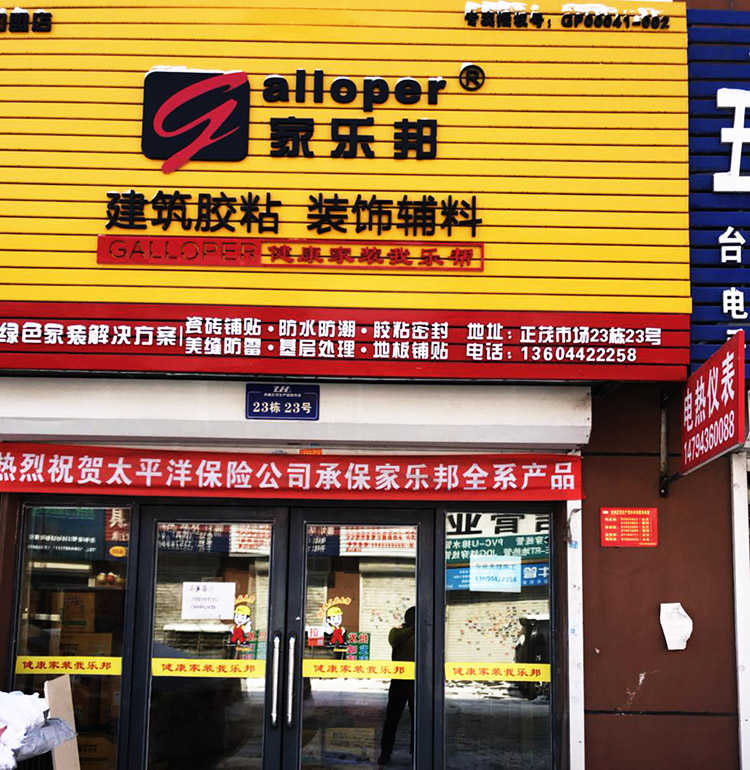 alloper®
家乐邦
建筑胶粘 装饰辅料
GALLOPER 健康家装我乐帮
绿色家装解决方案
瓷砖铺贴·防水防潮·胶粘密封 地址：正茂市场23栋23号
美缝防霉·基层处理·地板铺贴 电话：13604422258
23栋 23号
热烈祝贺太平洋保险公司承保家乐邦全系产品
健康家装我乐邦
健康家装我乐邦
健康家装我乐邦
健康家装我乐邦
台
电
电热仪表
14794360088